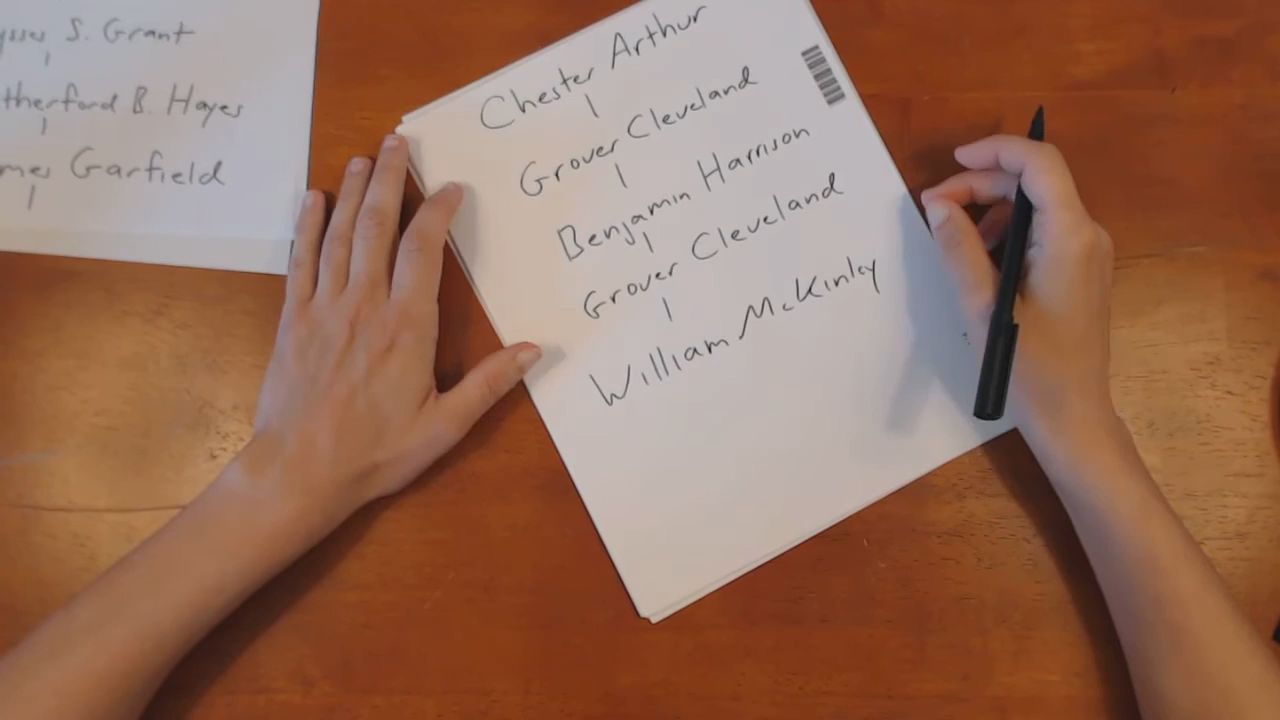 S. Grant
B. Hayes
Garfield
Chester Arthur
Grover Cleveland
Benjamin Harrison
Grover Cleveland
William McKinley